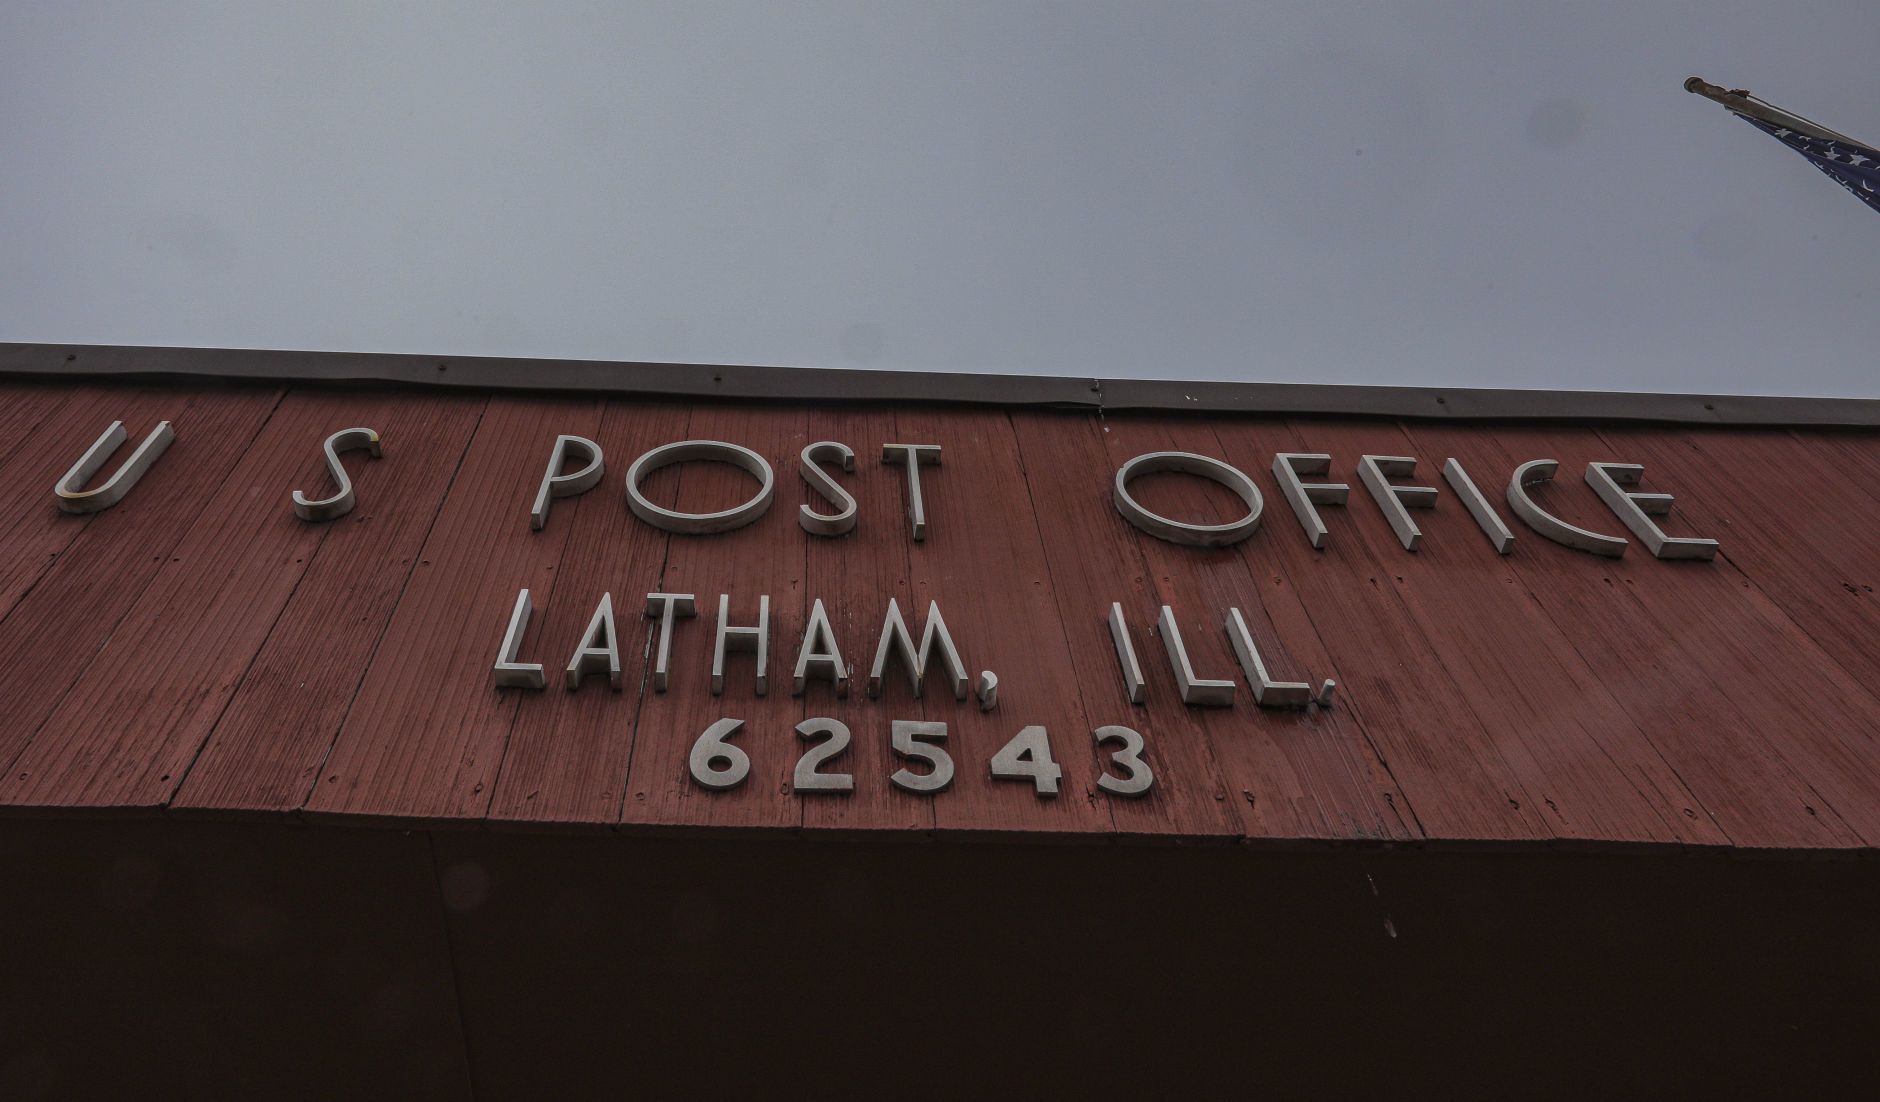 U S POST OFFICE
LATHAM, ILL.
62543